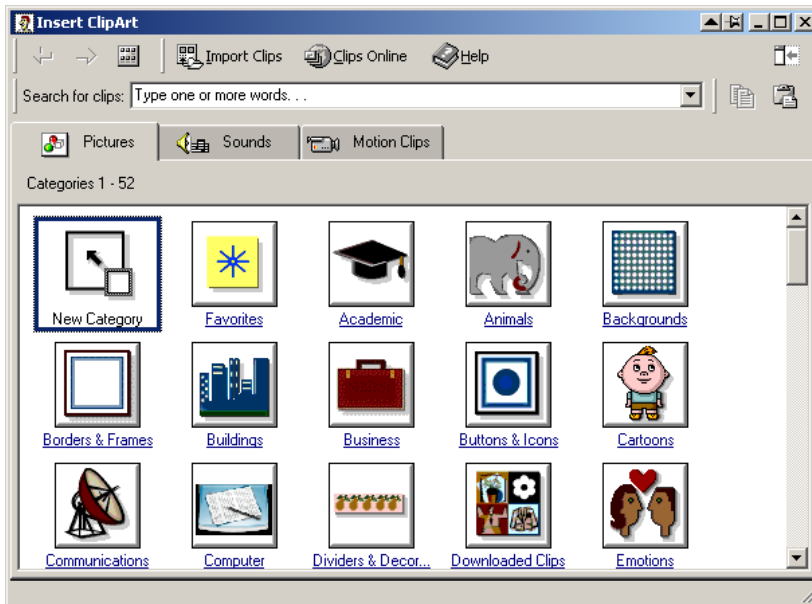 Insert ClipArt
Import Clips Clips Online Help
Search for clips: Type one or more words. . .
Pictures Sounds Motion Clips
Categories 1 - 52
New Category Favorites Academic Animals Backgrounds
Borders & Frames Buildings Business Buttons & Icons Cartoons
Communications Computer Dividers & Decor... Downloaded Clips Emotions